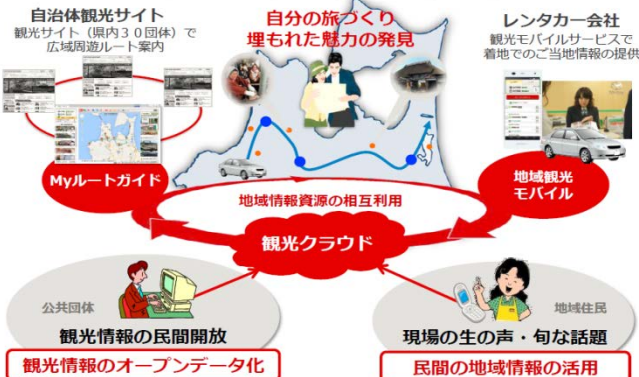 自治体観光サイト
観光サイト（県内３０団体）で
広域周遊ルート案内
自分の旅づくり
埋もれた魅力の発見
レンタカー会社
観光モバイルサービスで
着地でのご当地情報の提供
Myルートガイド
地域観光
モバイル
地域情報資源の相互利用
観光クラウド
公共団体
観光情報の民間開放
観光情報のオープンデータ化
地域住民
現場の生の声・旬な話題
民間の地域情報の活用